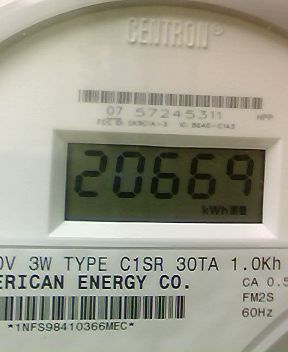 CENTRON®
07 57245311
HPP
20669
kWh
0V 3W TYPE C1SR 30TA 1.0Kh
ERICAN ENERGY CO.
CA 0.5
FM2S
60Hz
*1NFS98410366MEC*